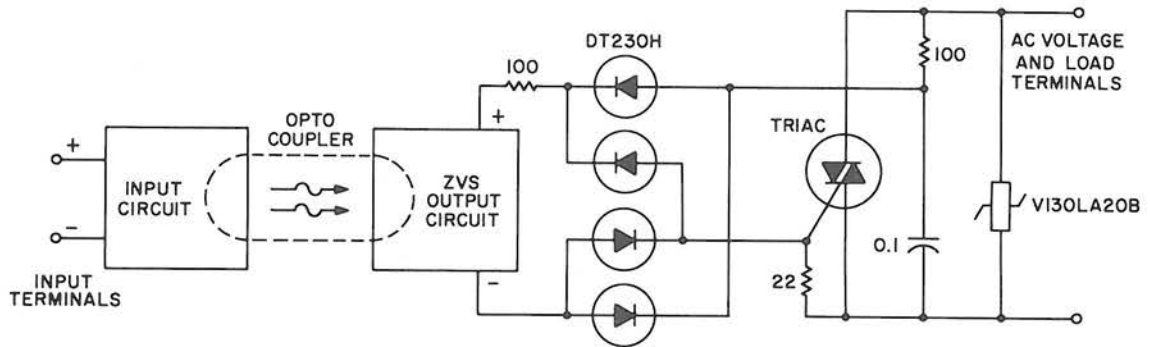 DT230H
100
100
AC VOLTAGE
AND LOAD
TERMINALS
OPTO
COUPLER
+
TRIAC
+
INPUT
CIRCUIT
ZVS
OUTPUT
CIRCUIT
V130LA20B
-
INPUT
TERMINALS
-
22
0.1